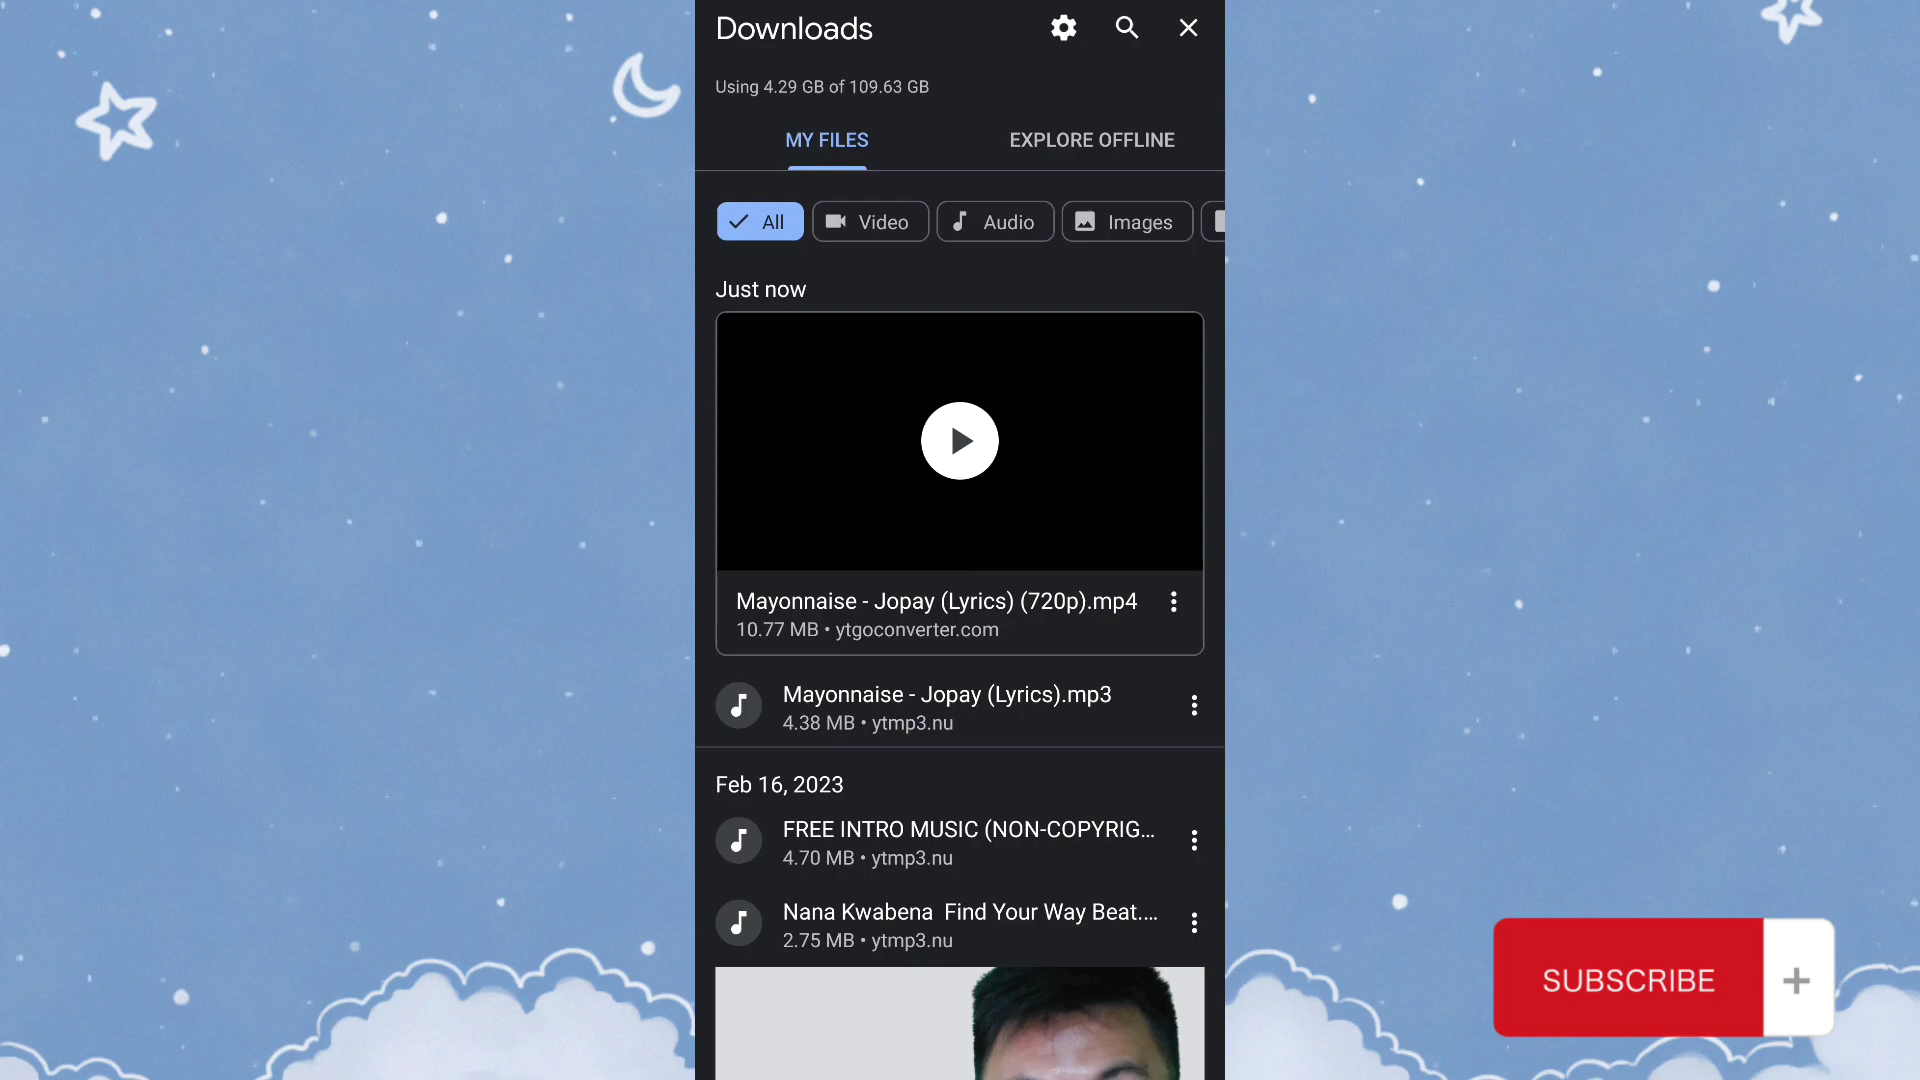 Downloads
Using 4.29 GB of 109.63 GB
MY FILES
EXPLORE OFFLINE
All
Video
Audio
Images
Just now
Mayonnaise - Jopay (Lyrics) (720p).mp4
10.77 MB • ytgoconverter.com
Mayonnaise - Jopay (Lyrics).mp3
4.38 MB • ytmp3.nu
Feb 16, 2023
FREE INTRO MUSIC (NON-COPYRIG...
4.70 MB • ytmp3.nu
Nana Kwabena  Find Your Way Beat....
2.75 MB • ytmp3.nu
SUBSCRIBE